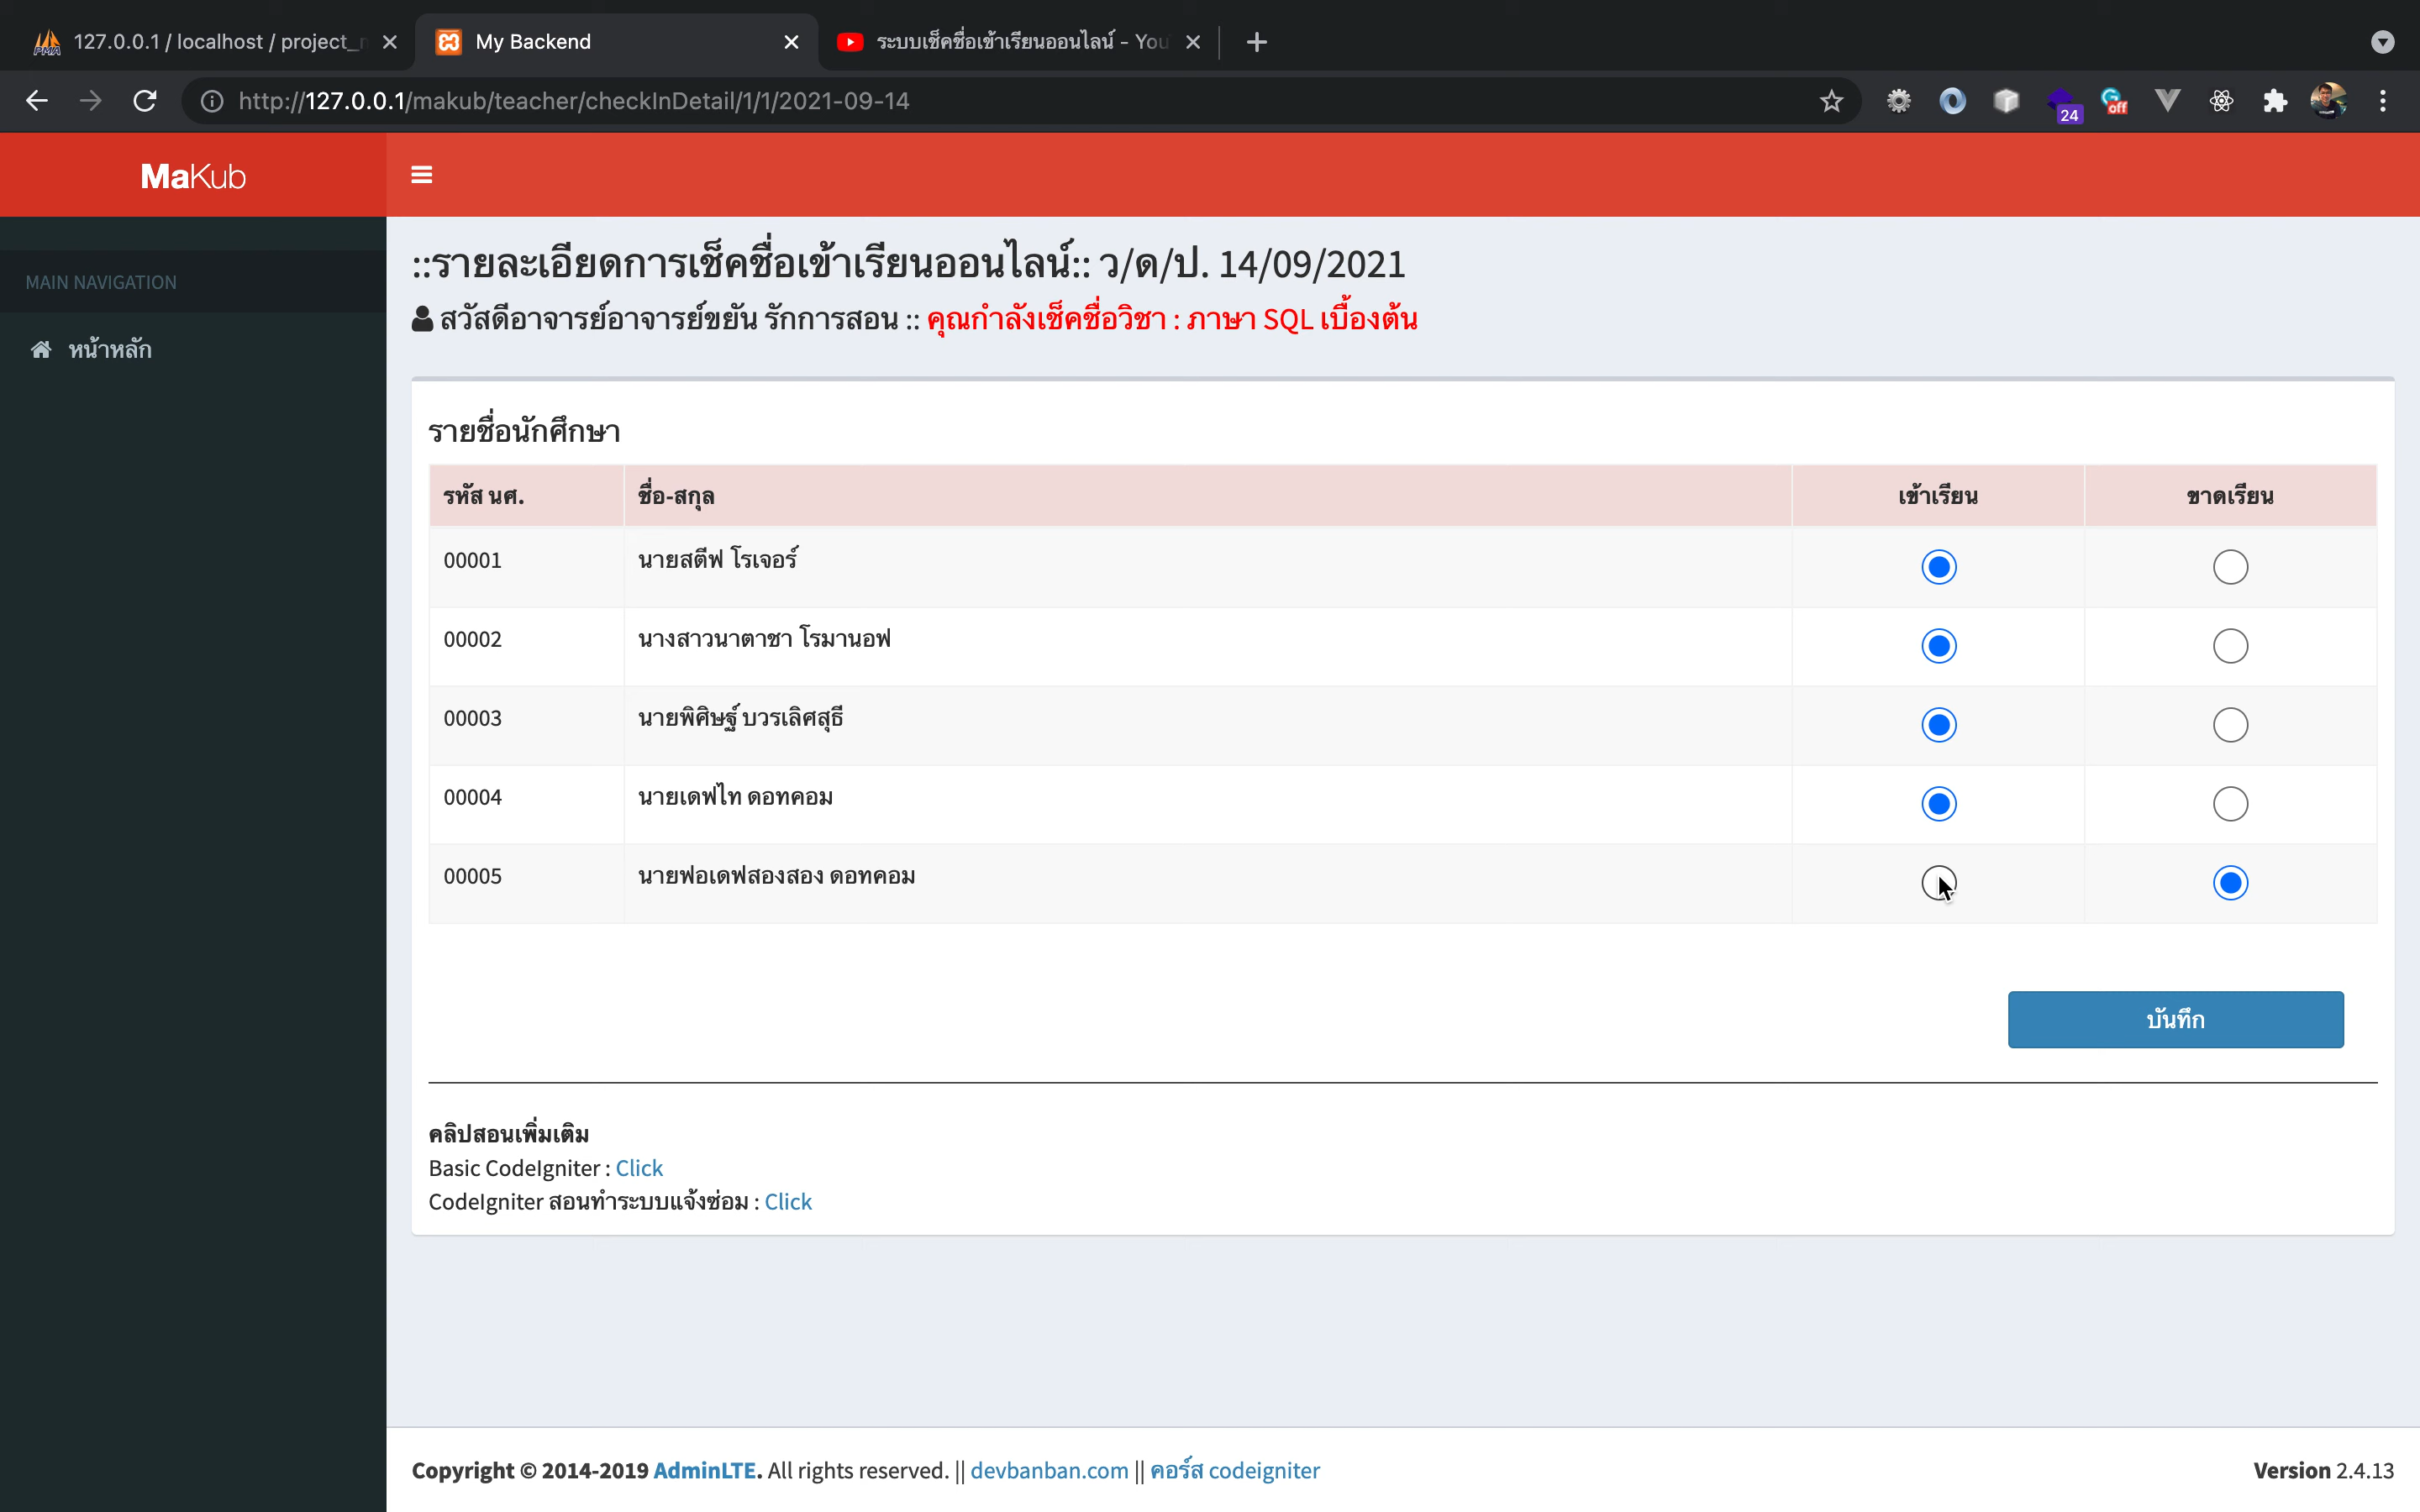 127.0.0.1 / localhost / project_
My Backend
ระบบเช็คชื่อเข้าเรียนออนไลน์ - You
http://127.0.0.1/makub/teacher/checkInDetail/1/1/2021-09-14
24
off
MaKub
::รายละเอียดการเช็คชื่อเข้าเรียนออนไลน์:: ว/ด/ป. 14/09/2021
MAIN NAVIGATION
สวัสดีอาจารย์อาจารย์ขยัน รักการสอน :: คุณกำลังเช็คชื่อวิชา : ภาษา SQL เบื้องต้น
หน้าหลัก
รายชื่อนักศึกษา
รหัส นศ. ชื่อ-สกุล เข้าเรียน ขาดเรียน
00001 นายสตีฟ โรเจอร์
00002 นางสาวนาตาชา โรมานอฟ
00003 นายพิศิษฐ์ บวรเลิศสุธี
00004 นายเดฟไท ดอทคอม
00005 นายฟอเดฟสองสอง ดอทคอม
บันทึก
คลิปสอนเพิ่มเติม
Basic CodeIgniter : Click
CodeIgniter สอนทำระบบแจ้งซ่อม : Click
Copyright © 2014-2019 AdminLTE. All rights reserved. || devbanban.com || คอร์ส codeigniter
Version 2.4.13